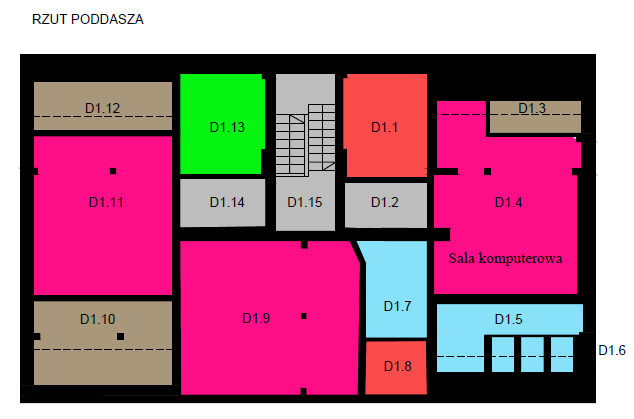 RZUT PODDASZA
D1.12
D1.3
D1.13
D1.1
D1.11
D1.14
D1.15
D1.2
D1.4
Sala komputerowa
D1.10
D1.9
D1.7
D1.5
D1.6
D1.8